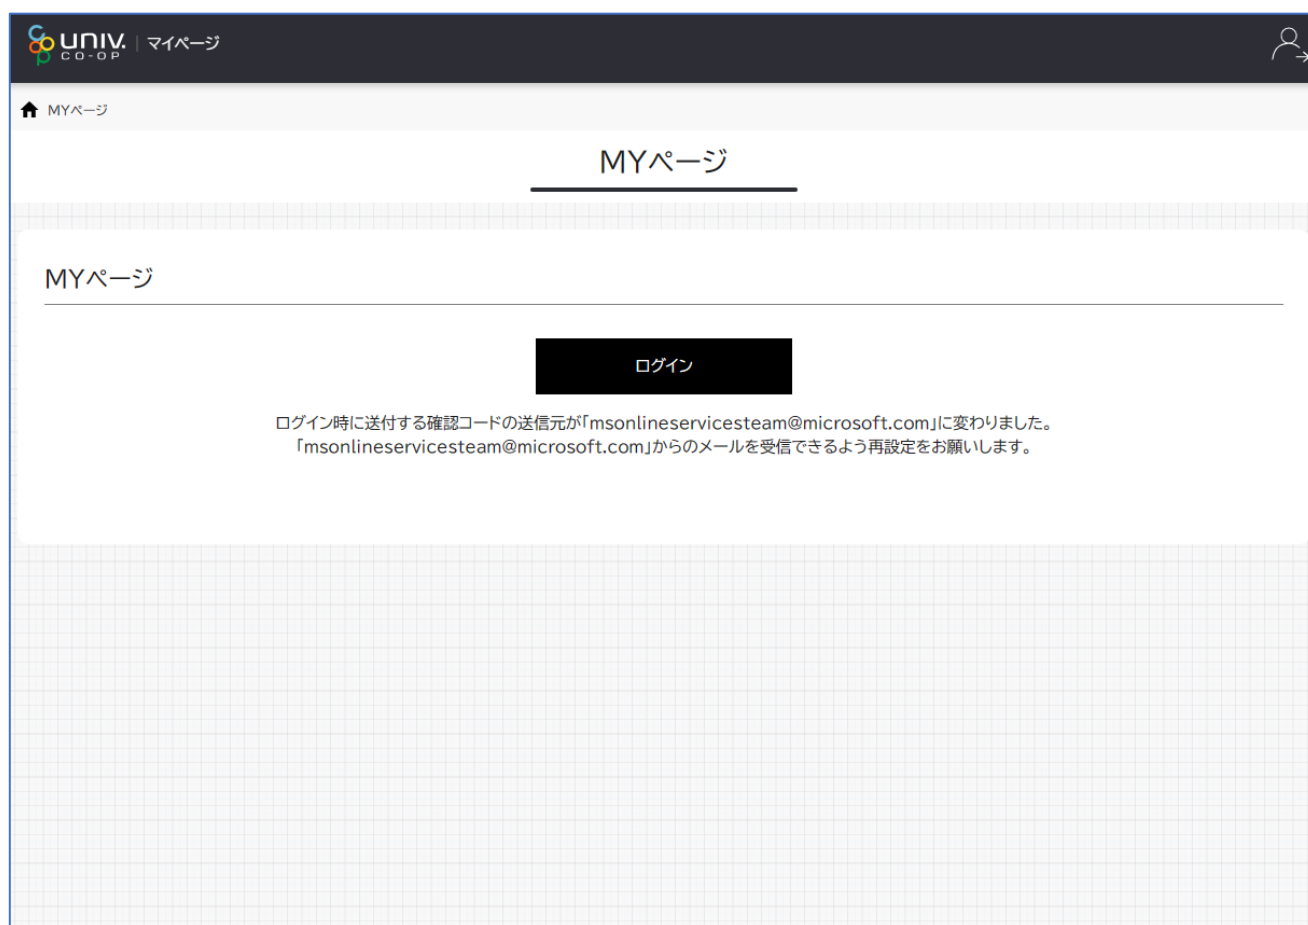 UNIV. CO-OP マイページ
MYページ
MYページ
MYページ
ログイン
ログイン時に送付する確認コードの送信元が「msonlineservicesteam@microsoft.com」に変わりました。
「msonlineservicesteam@microsoft.com」からのメールを受信できるよう再設定をお願いします。